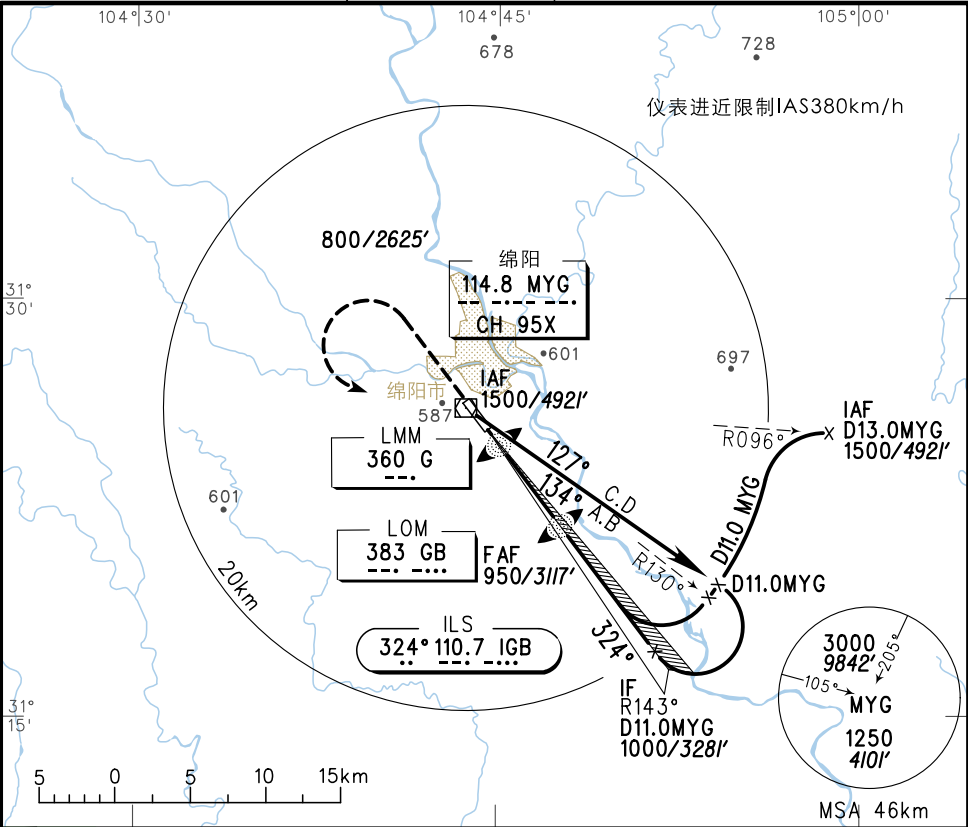 104°30'
104°45'
105°00'
678
728
仪表进近限制IAS380km/h
800/2625'
绵阳
114.8 MYG
CH 95X
31°
30'
601
697
IAF
1500/4921'
绵阳市
587
IAF
D13.0MYG
1500/4921'
R096°
LMM
360 G
127°
134°
C.D
A.B
D11.0 MYG
601
LOM
383 GB
FAF
950/3117'
R130°
D11.0MYG
20km
ILS
324° 110.7 IGB
324°
IF
R143°
D11.0MYG
1000/3281'
3000
9842'
205°
105°
MYG
1250
4101'
31°
15'
5 0 5 10 15km
MSA 46km